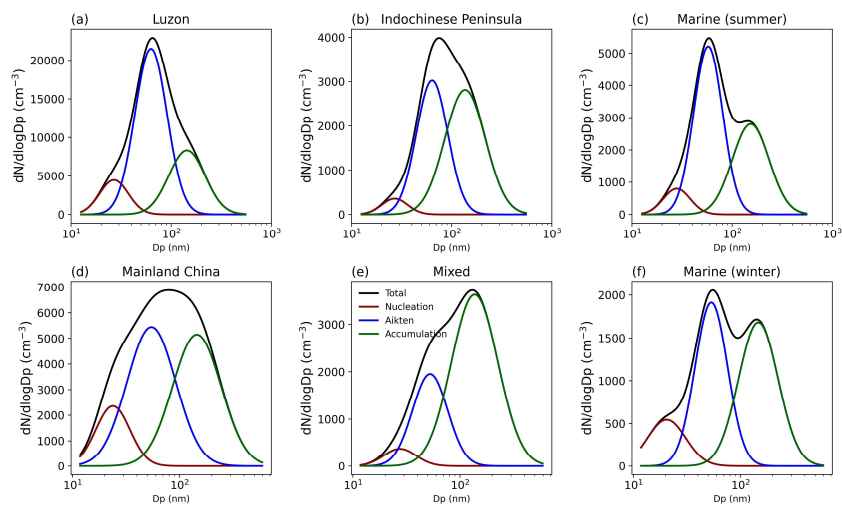 (a) Luzon
dN/dlogDp (cm⁻³)
20000
15000
10000
5000
0
10¹ 10² 10³
Dp (nm)
(b) Indochinese Peninsula
dN/dlogDp (cm⁻³)
4000
3000
2000
1000
0
10¹ 10² 10³
Dp (nm)
(c) Marine (summer)
dN/dlogDp (cm⁻³)
5000
4000
3000
2000
1000
0
10¹ 10² 10³
Dp (nm)
(d) Mainland China
dN/dlogDp (cm⁻³)
7000
6000
5000
4000
3000
2000
1000
0
10¹ 10²
Dp (nm)
(e) Mixed
dN/dlogDp (cm⁻³)
3000
2000
1000
0
Total
Nucleation
Aikten
Accumulation
10¹ 10²
Dp (nm)
(f) Marine (winter)
dN/dlogDp (cm⁻³)
2000
1500
1000
500
0
10¹ 10²
Dp (nm)